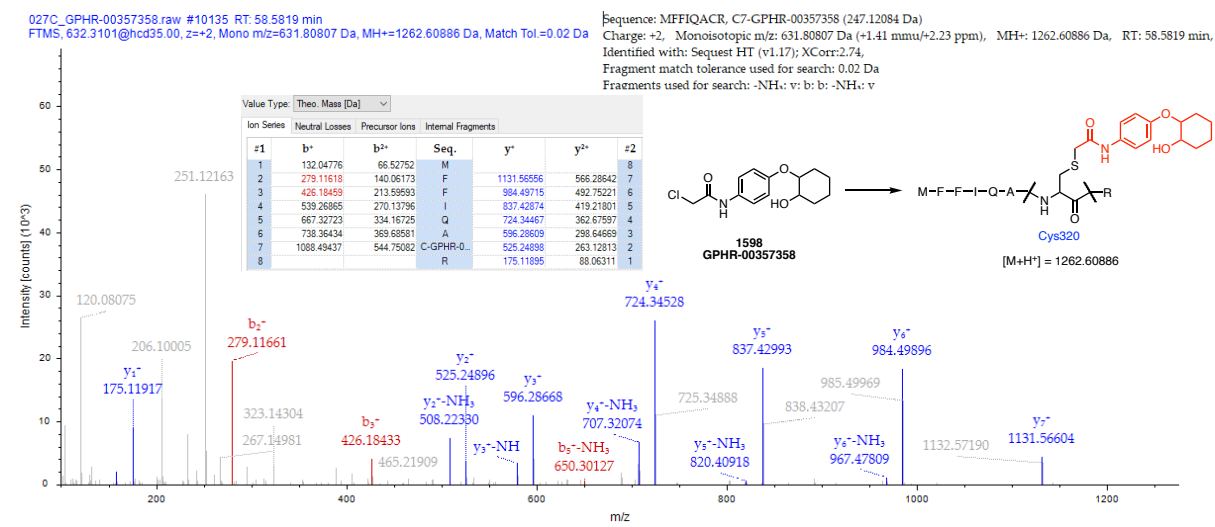 027C_GPHR-00357358.raw #10135 RT: 58.5819 min
FTMS, 632.3101@hcd35.00, z=+2, Mono m/z=631.80807 Da, MH+=1262.60886 Da, Match Tol.=0.02 Da
Sequence: MFFIQACR, C7-GPHR-00357358 (247.12084 Da)
Charge: +2, Monoisotopic m/z: 631.80807 Da (+1.41 mmu/+2.23 ppm), MH+: 1262.60886 Da, RT: 58.5819 min,
Identified with: Sequest HT (v1.17); XCorr:2.74,
Fragment match tolerance used for search: 0.02 Da
Fragments used for search: -NH₃; y; b; b; -NH₃; y
Value Type: Theo. Mass [Da]
Ion Series Neutral Losses Precursor Ions Internal Fragments
#1 b⁺ b²⁺ Seq. y⁺ y²⁺ #2
1 132.04776 66.52752 M 8
2 279.11618 140.06173 F 1131.56556 566.28642 7
3 426.18459 213.59593 F 984.49715 492.75221 6
4 539.26865 270.13796 I 837.42874 419.21801 5
5 667.32723 334.16725 Q 724.34467 362.67597 4
6 738.36434 369.68581 A 596.28609 298.64669 3
7 1088.49437 544.75082 C-GPHR-0... 525.24898 263.12813 2
8 R 175.11895 88.06311 1
Cl
O
N
H
O
HO
1598
GPHR-00357358
M-F-F-I-Q-A
N
H
O
R
S
O
N
H
O
HO
Cys320
[M+H⁺] = 1262.60886
Intensity [counts] (10^3)
60
50
40
30
20
10
0
120.08075
y₁⁺
175.11917
206.10005
251.12163
b₂⁺
279.11661
267.14981
323.14304
b₃⁺
426.18433
465.21909
y₂⁺-NH₃
508.22330
y₂⁺
525.24896
y₃⁺-NH
y₃⁺
596.28668
b₅⁺-NH₃
650.30127
y₄⁺-NH₃
707.32074
y₄⁺
724.34528
725.34888
y₅⁺-NH₃
820.40918
y₅⁺
837.42993
838.43207
y₆⁺-NH₃
967.47809
y₆⁺
984.49896
985.49969
1132.57190
y₇⁺
1131.56604
200
400
600
800
1000
1200
m/z